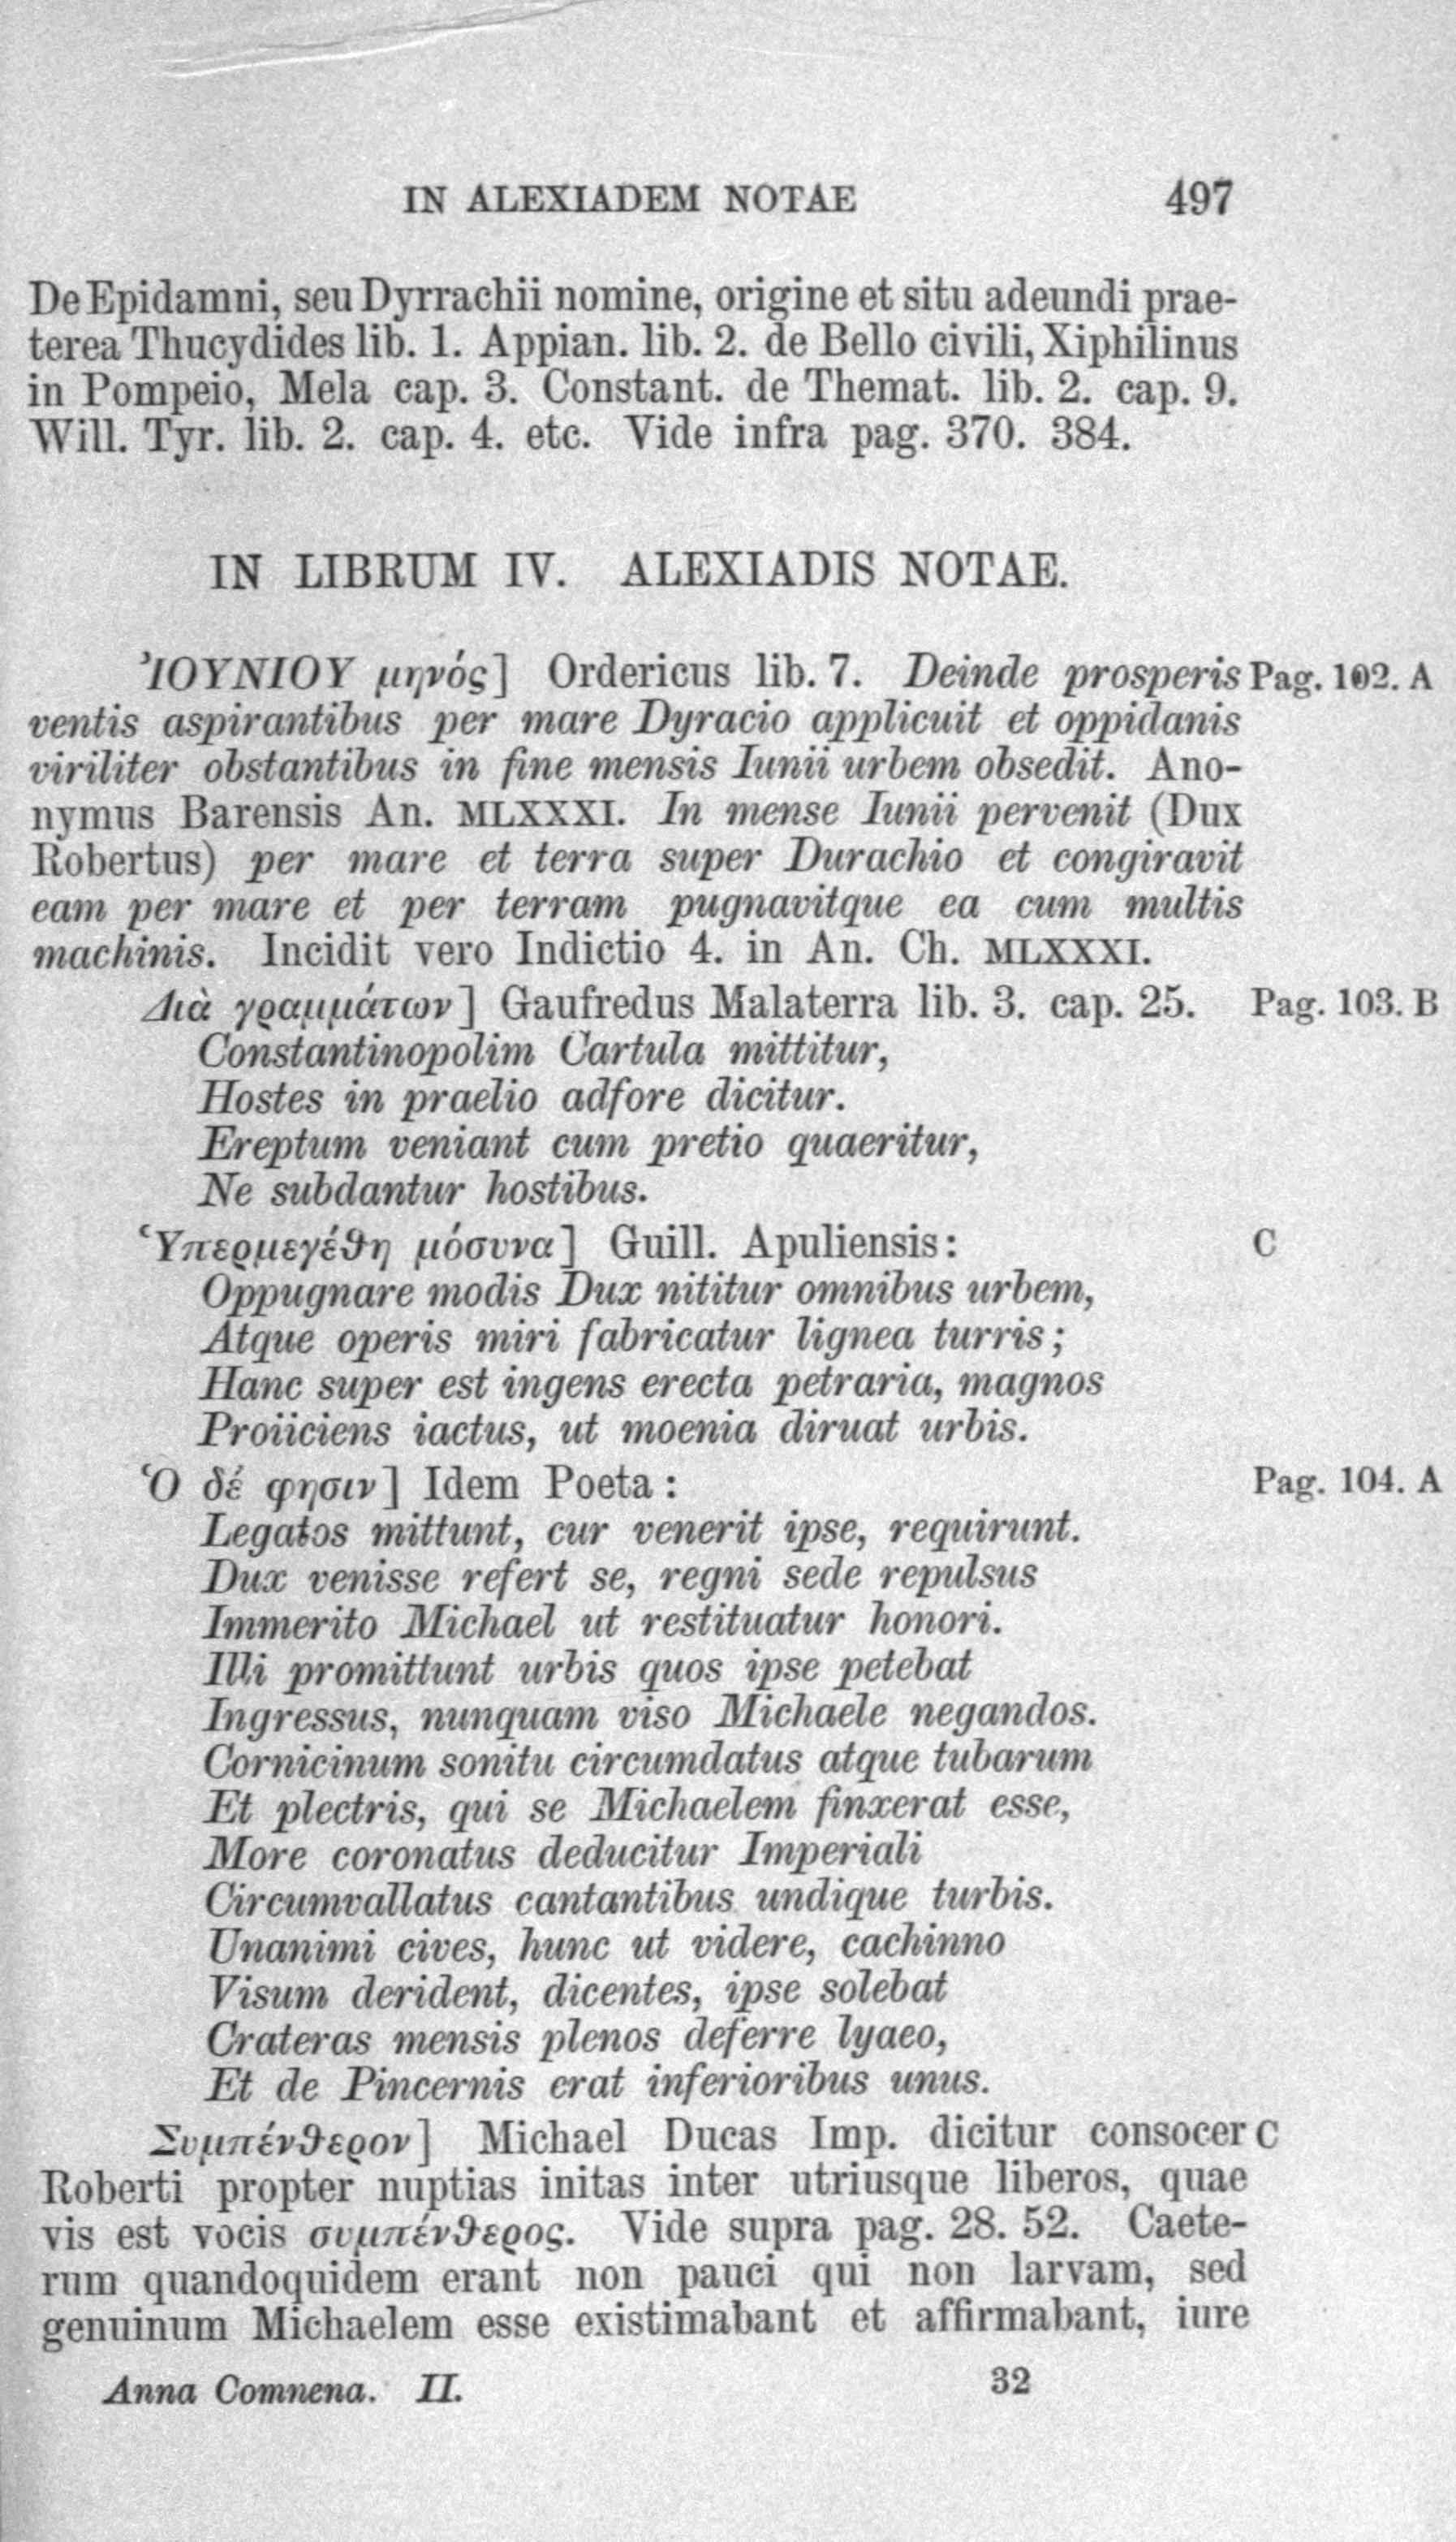 IN ALEXIADEM NOTAE 497
De Epidamni, seu Dyrrachii nomine, origine et situ adeundi prae-
terea Thucydides lib. 1. Appian. lib. 2. de Bello civili, Xiphilinus
in Pompeio, Mela cap. 3. Constant. de Themat. lib. 2. cap. 9.
Will. Tyr. lib. 2. cap. 4. etc. Vide infra pag. 370. 384.
IN LIBRUM IV. ALEXIADIS NOTAE.
ἸΟΥΝΙΟΥ μηνός] Ordericus lib. 7. Deinde prosperis Pag. 102. A
ventis aspirantibus per mare Dyracio applicuit et oppidanis
viriliter obstantibus in fine mensis Iunii urbem obsedit. Ano-
nymus Barensis An. MLXXXI. In mense Iunii pervenit (Dux
Robertus) per mare et terra super Durachio et congiravit
eam per mare et per terram pugnavitque ea cum multis
machinis. Incidit vero Indictio 4. in An. Ch. MLXXXI.
Διὰ γραμμάτων] Gaufredus Malaterra lib. 3. cap. 25. Pag. 103. B
Constantinopolim Cartula mittitur,
Hostes in praelio adfore dicitur.
Ereptum veniant cum pretio quaeritur,
Ne subdantur hostibus.
Ὑπερμεγέθη μόσυνα] Guill. Apuliensis: C
Oppugnare modis Dux nititur omnibus urbem,
Atque operis miri fabricatur lignea turris;
Hanc super est ingens erecta petraria, magnos
Proiiciens iactus, ut moenia diruat urbis.
Ὁ δέ φησιν] Idem Poeta: Pag. 104. A
Legatos mittunt, cur venerit ipse, requirunt.
Dux venisse refert se, regni sede repulsus
Immerito Michael ut restituatur honori.
Illi promittunt urbis quos ipse petebat
Ingressus, nunquam viso Michaele negandos.
Cornicinum sonitu circumdatus atque tubarum
Et plectris, qui se Michaelem finxerat esse,
More coronatus deducitur Imperiali
Circumvallatus cantantibus undique turbis.
Unanimi cives, hunc ut videre, cachinno
Visum derident, dicentes, ipse solebat
Crateras mensis plenos deferre lyaeo,
Et de Pincernis erat inferioribus unus.
Συμπένθερον] Michael Ducas Imp. dicitur consocer C
Roberti propter nuptias initas inter utriusque liberos, quae
vis est vocis συμπένθερος. Vide supra pag. 28. 52. Caete-
rum quandoquidem erant non pauci qui non larvam, sed
genuinum Michaelem esse existimabant et affirmabant, iure
Anna Comnena. II. 32